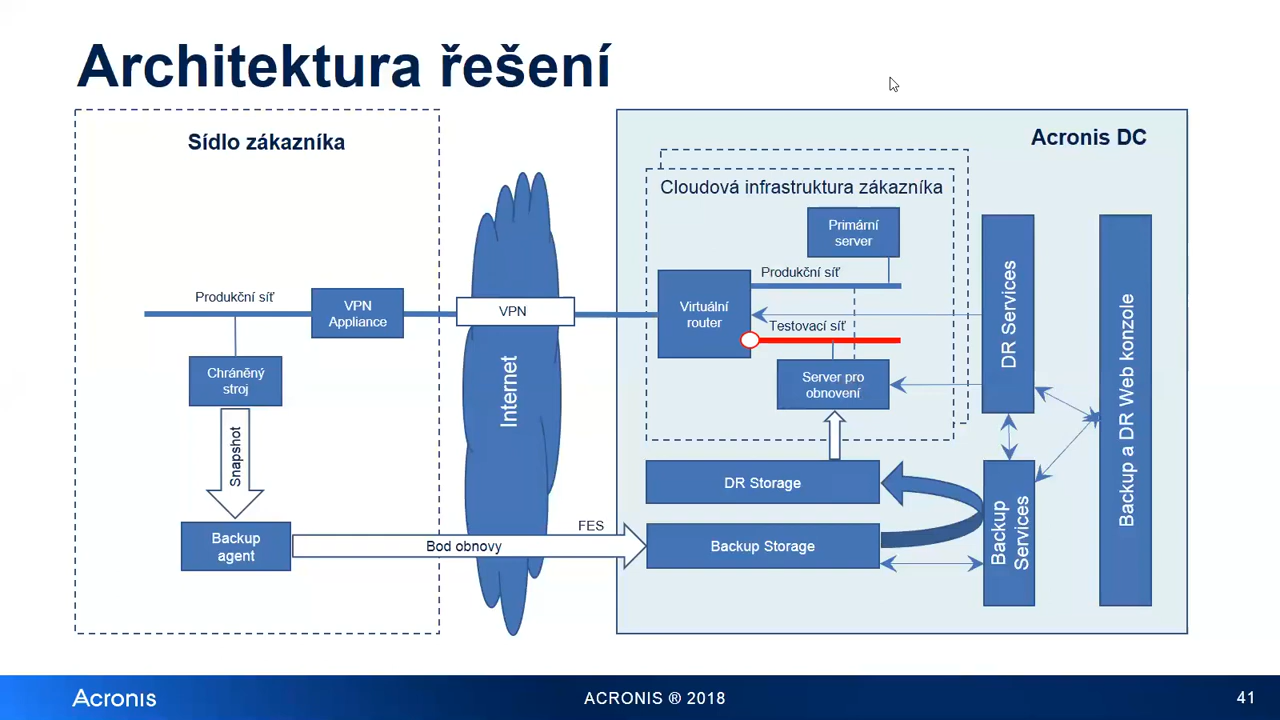 Architektura řešení
Sídlo zákazníka
Acronis DC
Cloudová infrastruktura zákazníka
Primární
server
Produkční síť
Produkční síť
VPN
Appliance
VPN
Virtuální
router
Testovací síť
Chráněný
stroj
Internet
Server pro
obnovení
DR Services
Backup a DR Web konzole
Snapshot
DR Storage
Backup
agent
FES
Bod obnovy
Backup Storage
Backup
Services
Acronis
ACRONIS ® 2018
41